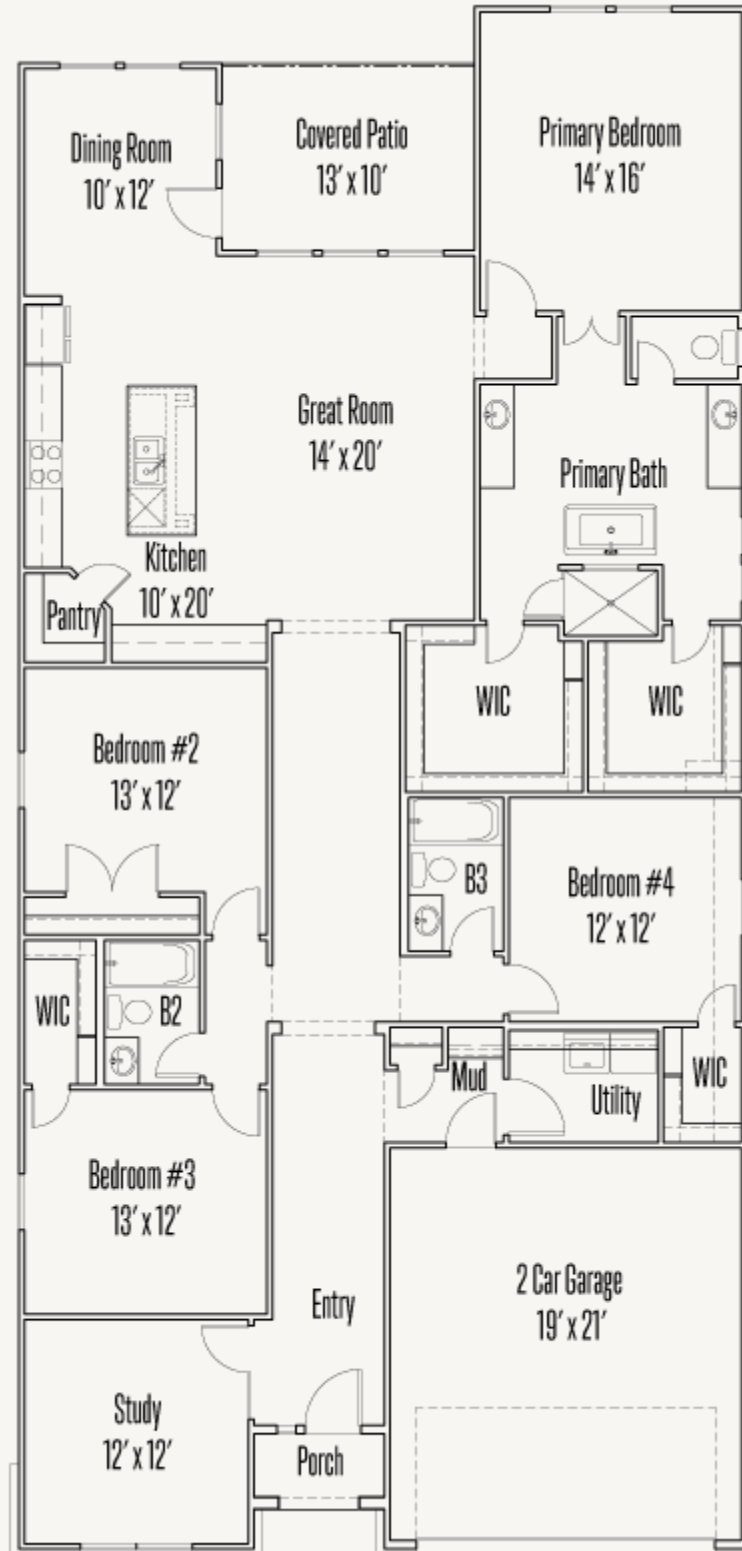 Dining Room
10' x 12'
Covered Patio
13' x 10'
Primary Bedroom
14' x 16'
Great Room
14' x 20'
Primary Bath
Kitchen
10' x 20'
Pantry
WIC
WIC
Bedroom #2
13' x 12'
B3
Bedroom #4
12' x 12'
WIC
B2
Mud
Utility
WIC
Bedroom #3
13' x 12'
Entry
2 Car Garage
19' x 21'
Study
12' x 12'
Porch